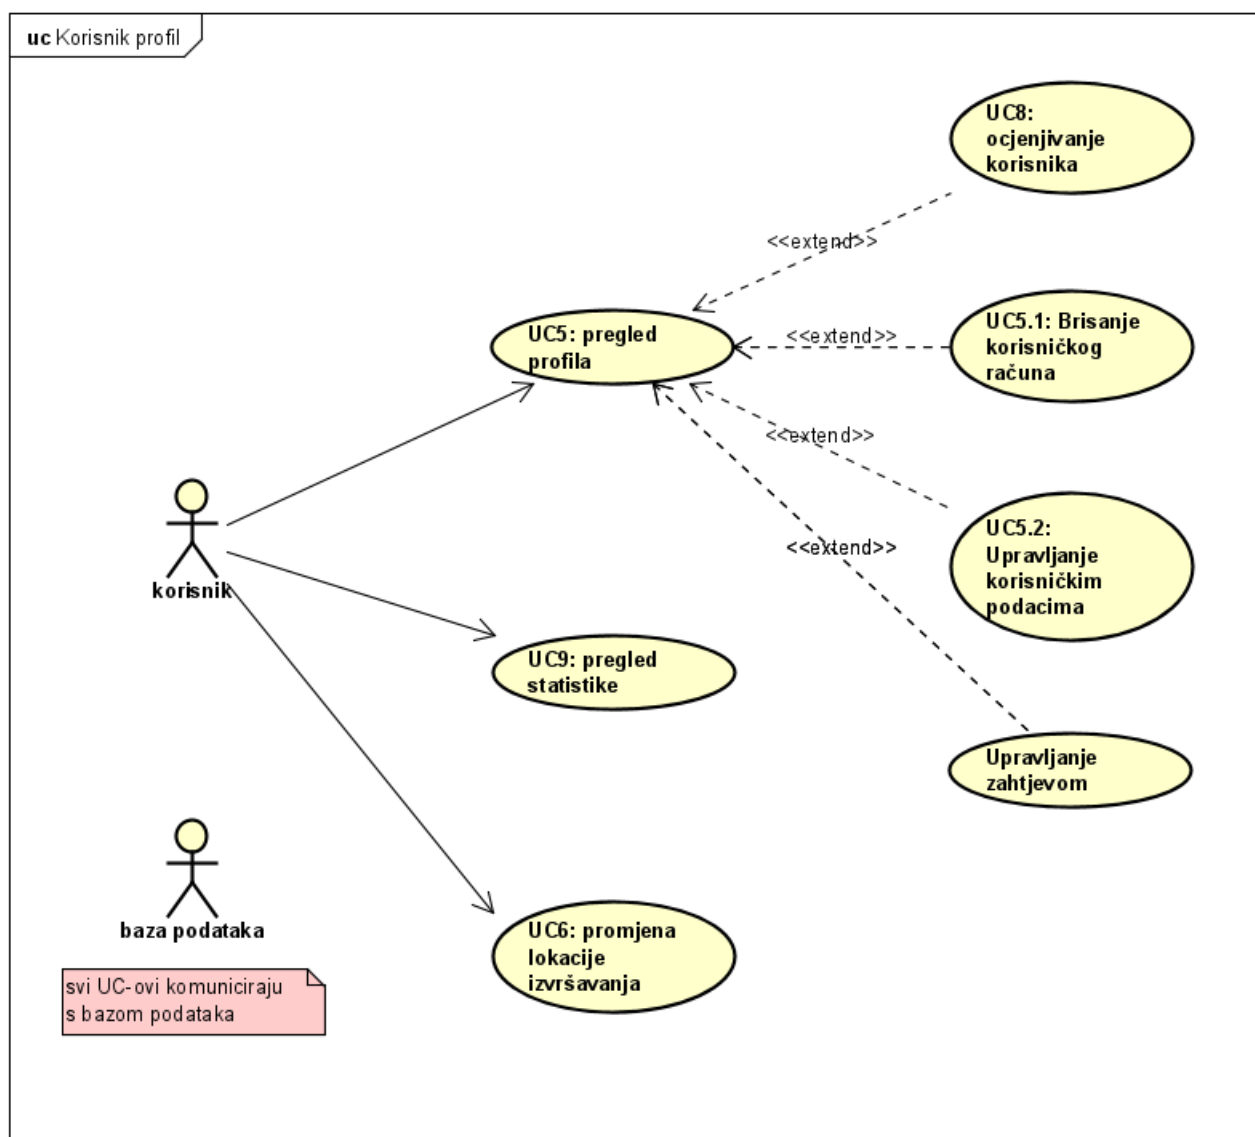 uc Korisnik profil
UC8:
ocjenjivanje
korisnika
<<extend>>
UC5: pregled
profila
<<extend>>
UC5.1: Brisanje
korisničkog
računa
<<extend>>
UC5.2:
Upravljanje
korisničkim
podacima
<<extend>>
korisnik
UC9: pregled
statistike
Upravljanje
zahtjevom
baza podataka
UC6: promjena
lokacije
izvršavanja
svi UC-ovi komuniciraju
s bazom podataka